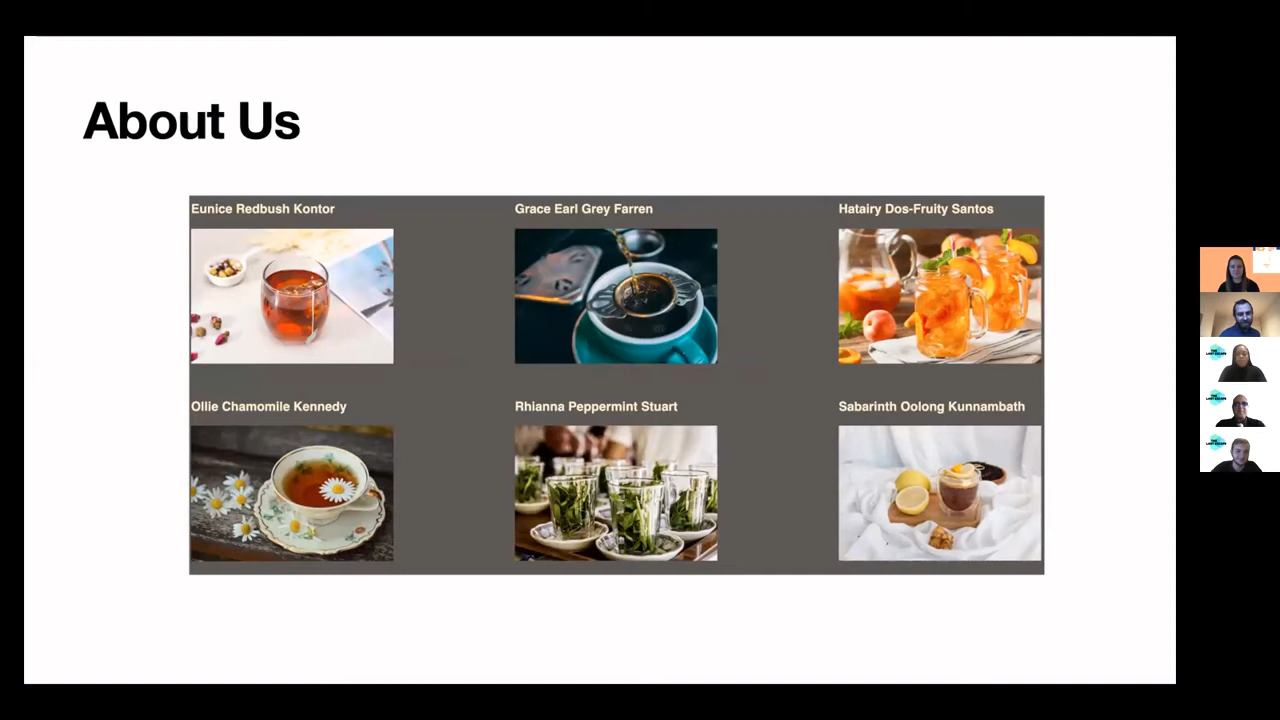 About Us
Eunice Redbush Kontor
Grace Earl Grey Farren
Hatairy Dos-Fruity Santos
Ollie Chamomile Kennedy
Rhianna Peppermint Stuart
Sabarinth Oolong Kunnambath